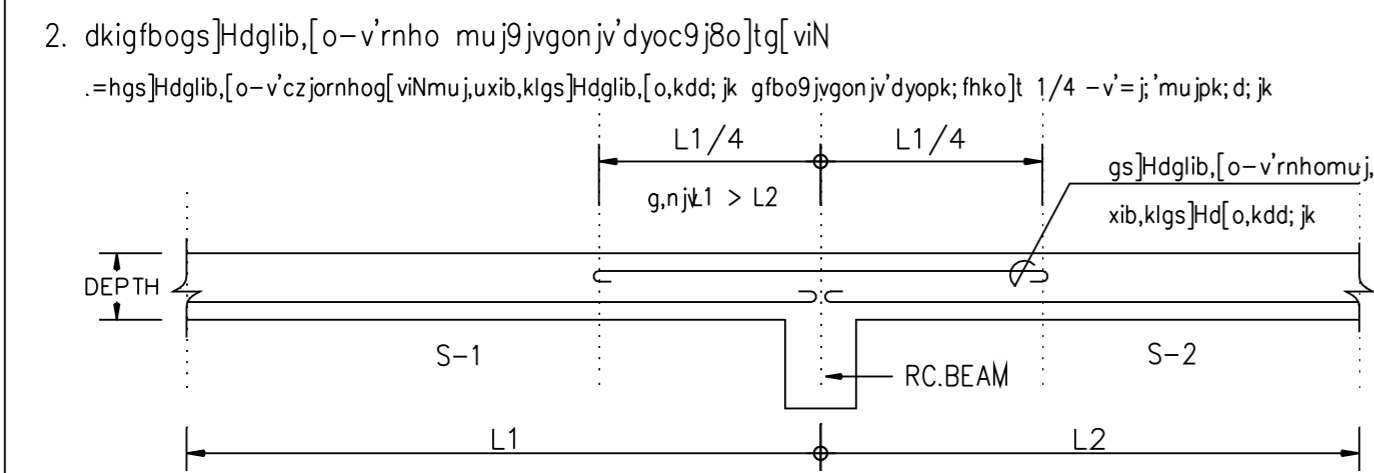 2. dkigfbogs]Hdglib,[o-v'rnho muj9jvgonjv'dyoc9j8o]tg[viN
.=hgs]Hdglib,[o-v'czjornhog[viNmuj,uxib,klgs]Hdglib,[o,kdd;jk gfbo9jvgonjv'dyopk;fhko]t 1/4 -v'=j;'mujpk;d;jk
L1/4 L1/4
g,njvL1 > L2
gs]Hdglib,[o-v'rnhomuj,
xib,klgs]Hd[o,kdd;jk
DEPTH
S-1
S-2
RC.BEAM
L1 L2